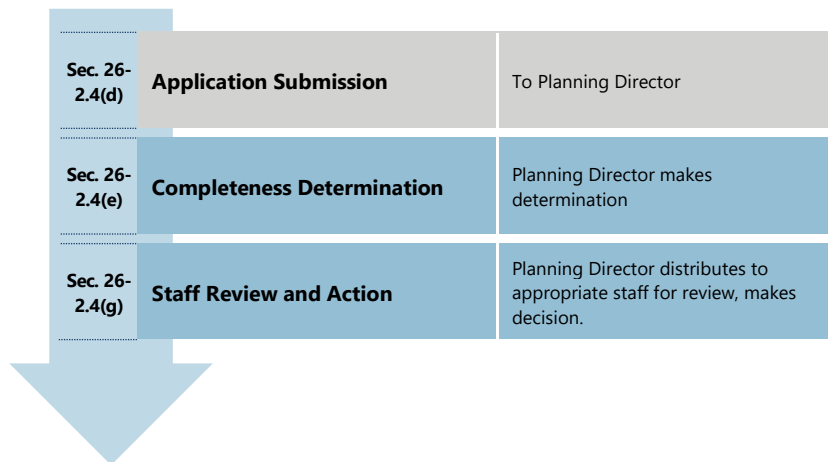 Sec. 26-
2.4(d)
Application Submission
To Planning Director
Sec. 26-
2.4(e)
Completeness Determination
Planning Director makes
determination
Sec. 26-
2.4(g)
Staff Review and Action
Planning Director distributes to
appropriate staff for review, makes
decision.